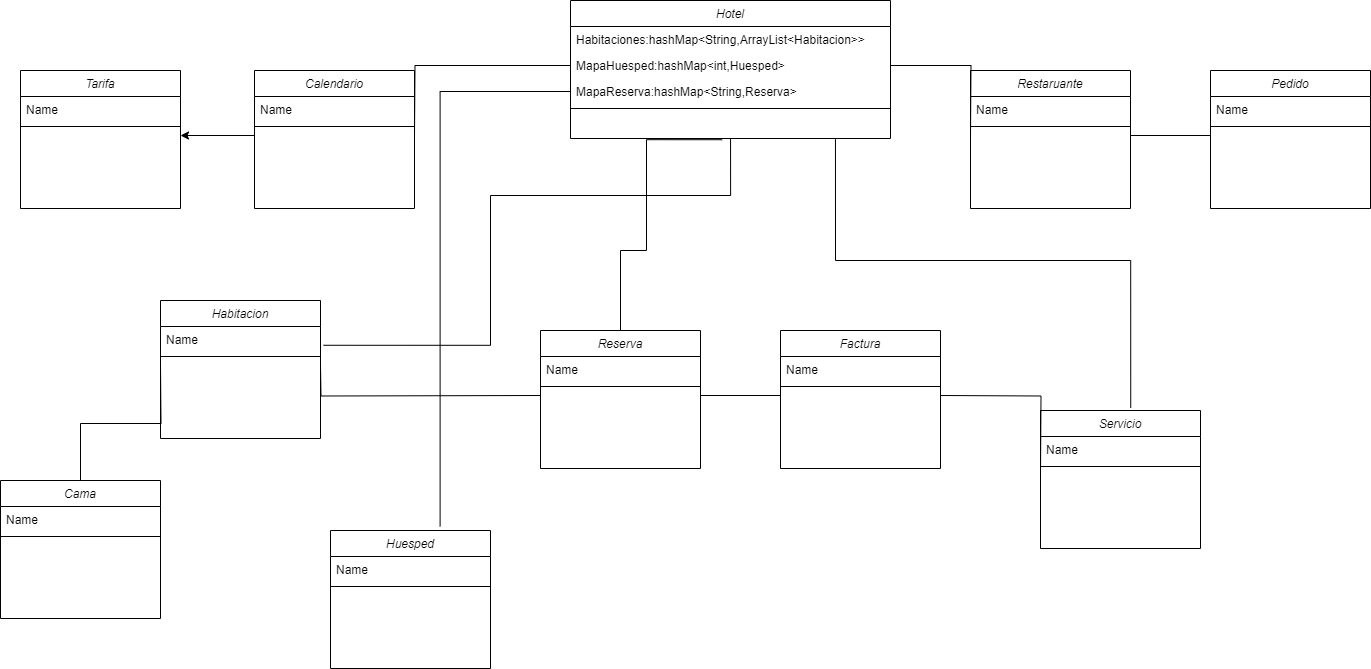 Hotel
Habitaciones:hashMap<String,ArrayList<Habitacion>>
MapaHuesped:hashMap<int,Huesped>
MapaReserva:hashMap<String,Reserva>
Tarifa
Name
Calendario
Name
Restaruante
Name
Pedido
Name
Habitacion
Name
Reserva
Name
Factura
Name
Servicio
Name
Cama
Name
Huesped
Name